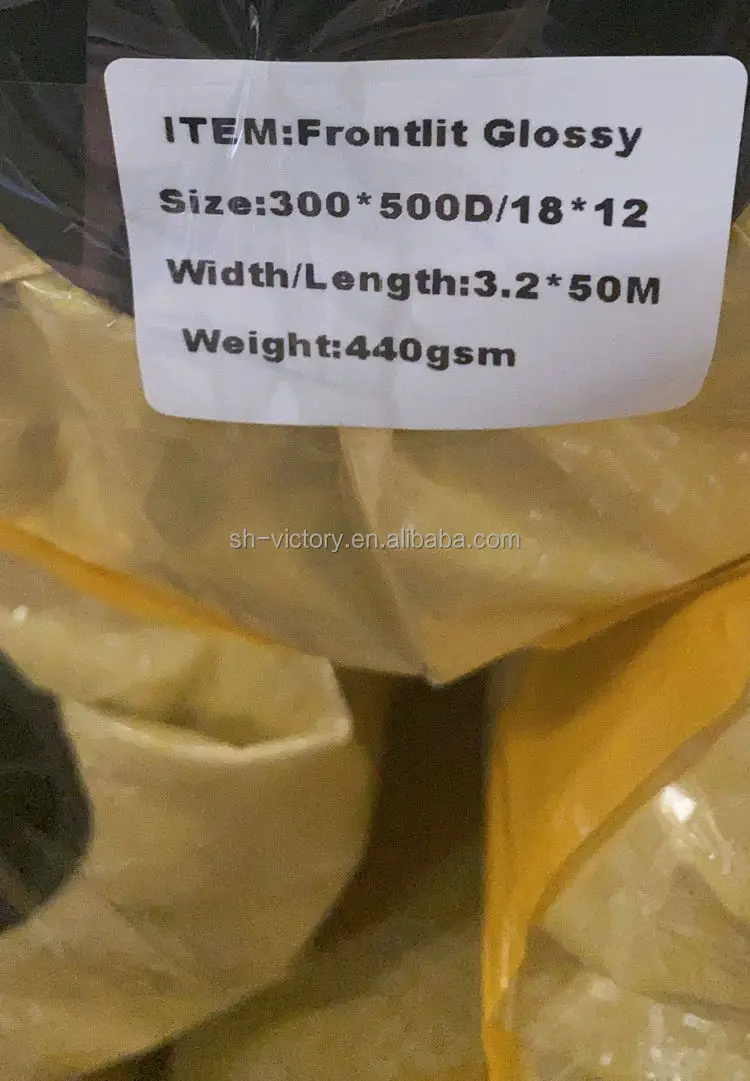 ITEM:Frontlit Glossy
Size:300*500D/18*12
Width/Length:3.2*50M
Weight:440gsm
sh-victory.en.alibaba.com